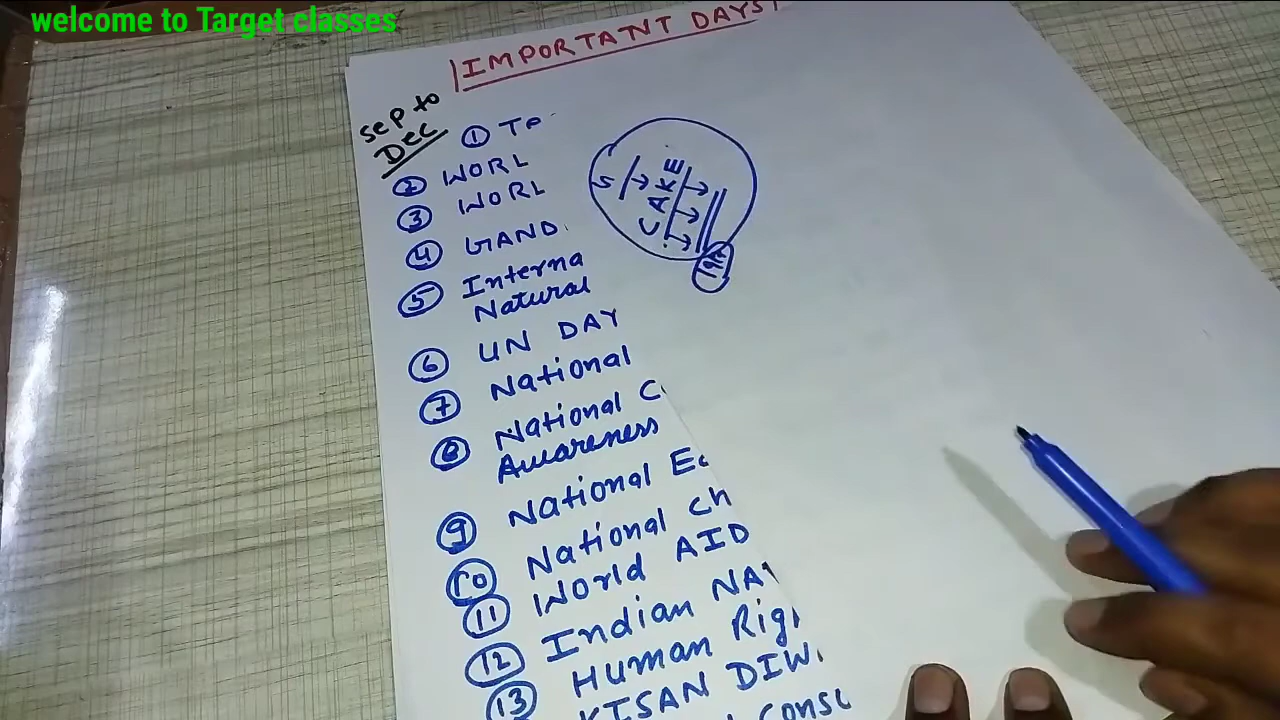 welcome to Target classes
IMPORTANT DAYS!
Sep to
DEC
① TE
② WORL
③ WORL
④ GAND
⑤ Interna
Natural
⑥ UN DAY
⑦ National
⑧ National C
Awareness
⑨ National Ed
⑩ National Ch
⑪ World AID
⑫ Indian NAV
⑬ Human Rig
KISAN DIW
Consu
S
CAKE